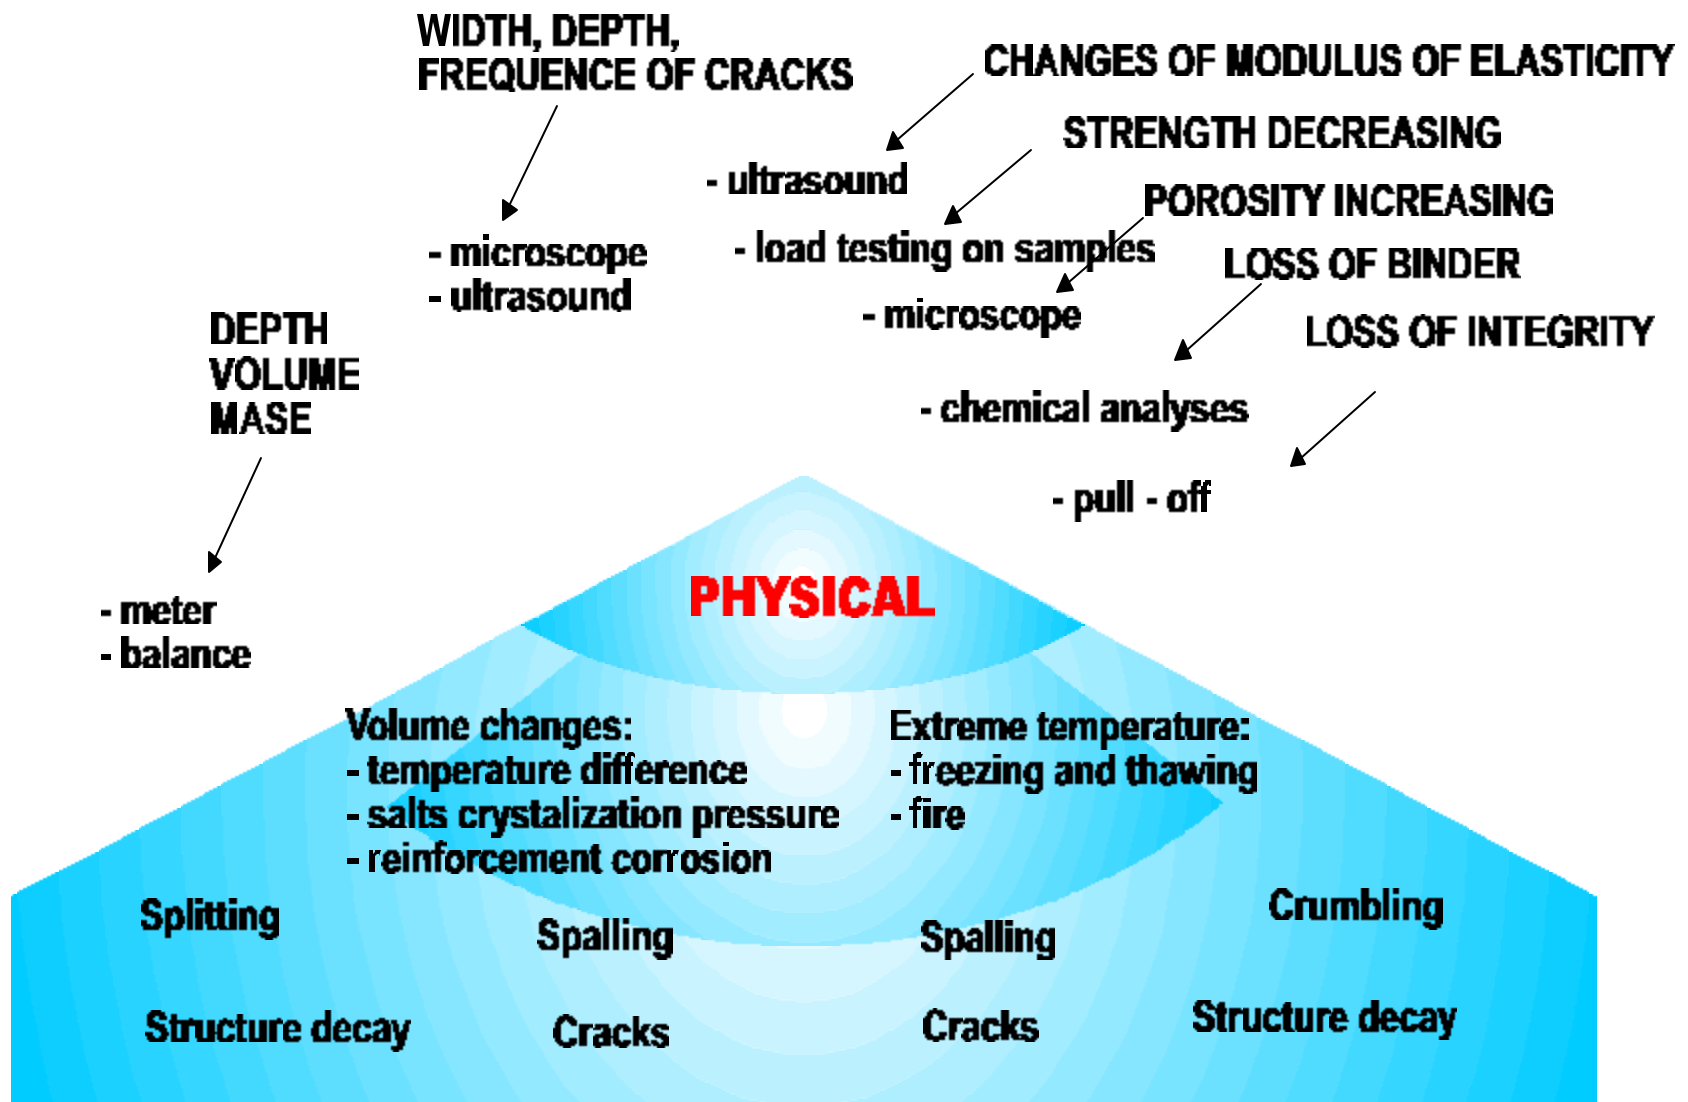 WIDTH, DEPTH,
FREQUENCE OF CRACKS
- microscope
- ultrasound
CHANGES OF MODULUS OF ELASTICITY
- ultrasound
STRENGTH DECREASING
- load testing on samples
POROSITY INCREASING
- microscope
LOSS OF BINDER
- chemical analyses
LOSS OF INTEGRITY
- pull - off
DEPTH
VOLUME
MASE
- meter
- balance
PHYSICAL
Volume changes:
- temperature difference
- salts crystalization pressure
- reinforcement corrosion
Extreme temperature:
- freezing and thawing
- fire
Splitting
Spalling
Spalling
Crumbling
Structure decay
Cracks
Cracks
Structure decay